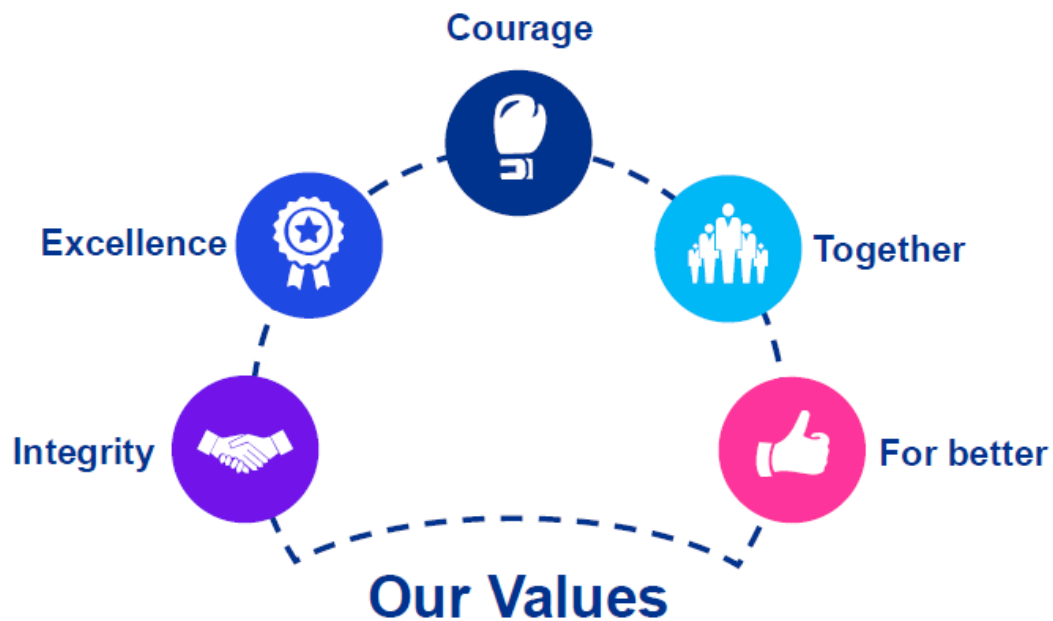 Courage
Excellence
Together
Integrity
For better
Our Values